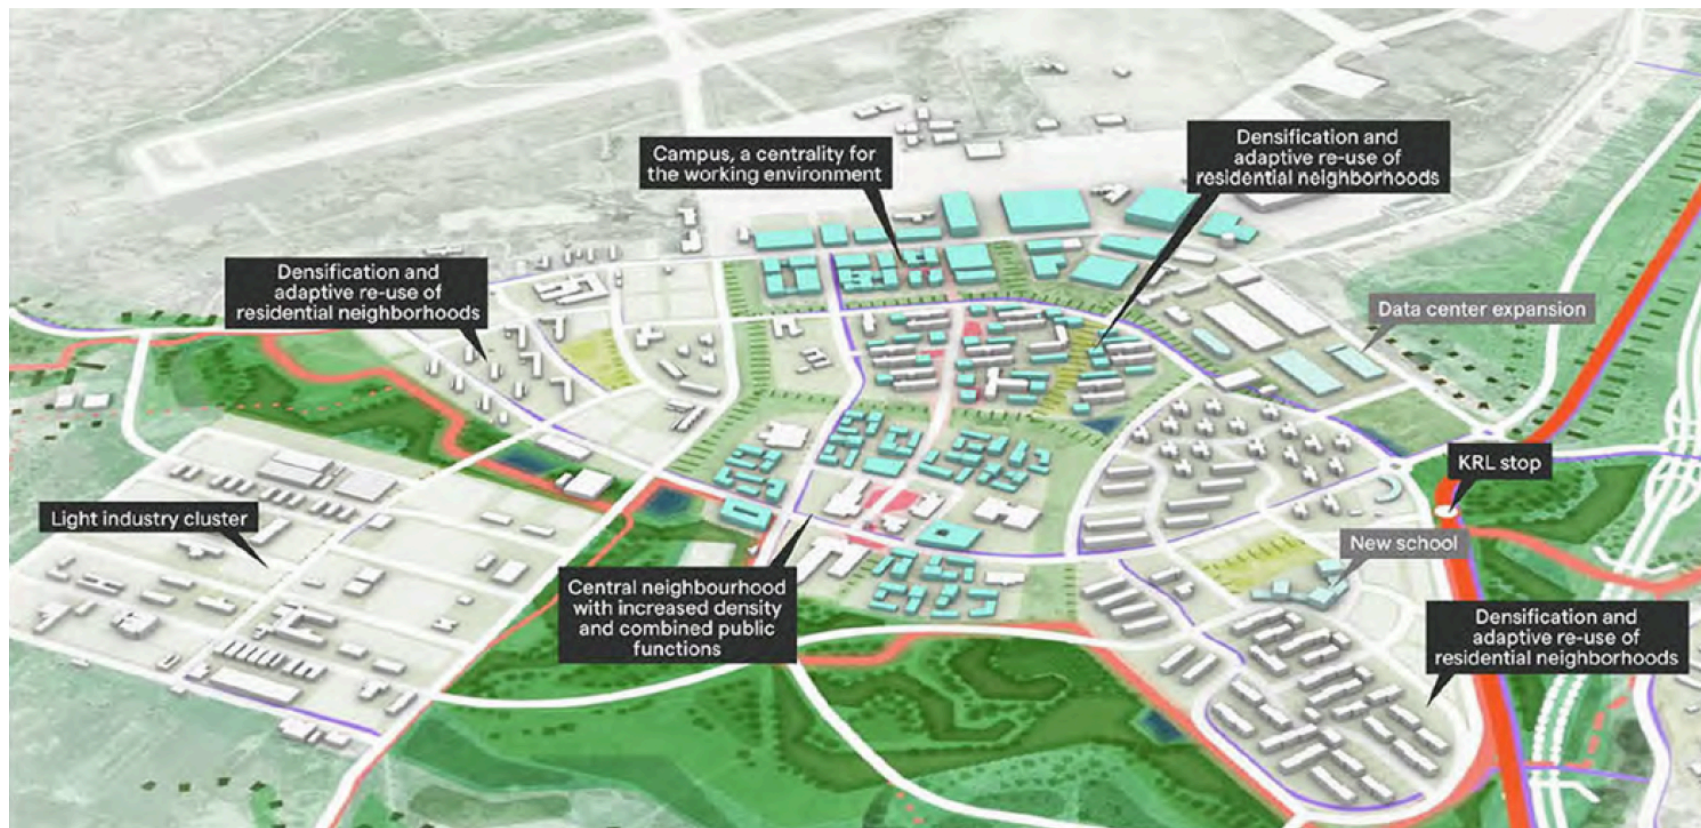 Campus, a centrality for
the working environment
Densification and
adaptive re-use of
residential neighborhoods
Densification and
adaptive re-use of
residential neighborhoods
Data center expansion
KRL stop
Light industry cluster
New school
Central neighbourhood
with increased density
and combined public
functions
Densification and
adaptive re-use of
residential neighborhoods